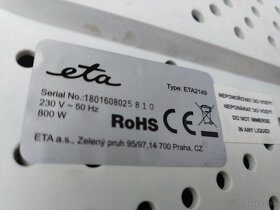 eta
Type: ETA2149
Serial No.:1801608025.8 1 0
230 V ~ 50 Hz
800 W
RoHS CE
ETA a.s., Zelený pruh 95/97,14 700 Praha, CZ
NEPONOŘOVAT DO VODY!
NEPONÁRAŤ DO VODY!
DO NOT IMMERSE
IN ANY LIQUID!